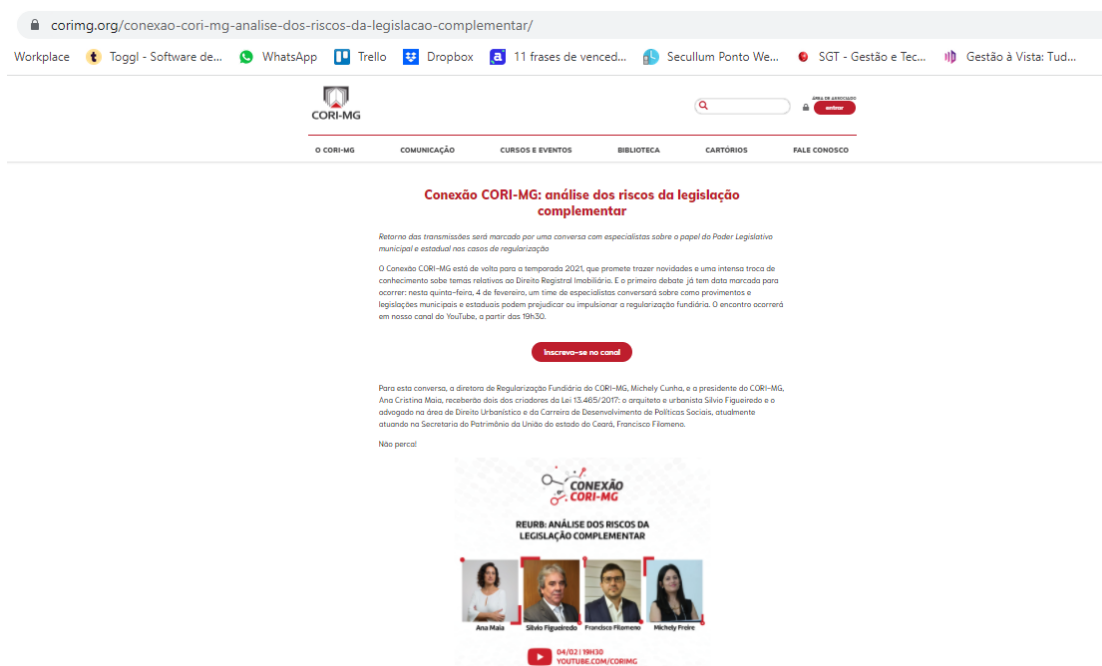 corimg.org/conexao-cori-mg-analise-dos-riscos-da-legislacao-complementar/
Workplace Toggl - Software de... WhatsApp Trello Dropbox 11 frases de venced... Secullum Ponto We... SGT - Gestão e Tec... Gestão à Vista: Tud...
CORI-MG
ÁREA DO ASSOCIADO
entrar
O CORI-MG COMUNICAÇÃO CURSOS E EVENTOS BIBLIOTECA CARTÓRIOS FALE CONOSCO
Conexão CORI-MG: análise dos riscos da legislação
complementar
Retorno das transmissões será marcado por uma conversa com especialistas sobre o papel do Poder Legislativo
municipal e estadual nos casos de regularização
O Conexão CORI-MG está de volta para a temporada 2021, que promete trazer novidades e uma intensa troca de
conhecimento sobe temas relativos ao Direito Registral Imobiliário. E o primeiro debate já tem data marcada para
ocorrer: nesta quinta-feira, 4 de fevereiro, um time de especialistas conversará sobre como provimentos e
legislações municipais e estaduais podem prejudicar ou impulsionar a regularização fundiária. O encontro ocorrerá
em nosso canal do YouTube, a partir das 19h30.
Inscreva-se no canal
Para esta conversa, a diretora de Regularização Fundiária do CORI-MG, Michely Cunha, e a presidente do CORI-MG,
Ana Cristina Maia, receberão dois dos criadores da Lei 13.465/2017: o arquiteto e urbanista Silvio Figueiredo e o
advogado na área de Direito Urbanístico e da Carreira de Desenvolvimento de Políticas Sociais, atualmente
atuando na Secretaria do Patrimônio da União do estado do Ceará, Francisco Filomeno.
Não perca!
CONEXÃO
CORI-MG
REURB: ANÁLISE DOS RISCOS DA
LEGISLAÇÃO COMPLEMENTAR
Ana Maia Silvio Figueiredo Francisco Filomeno Michely Freire
04/02 | 19H30
YOUTUBE.COM/CORIMG